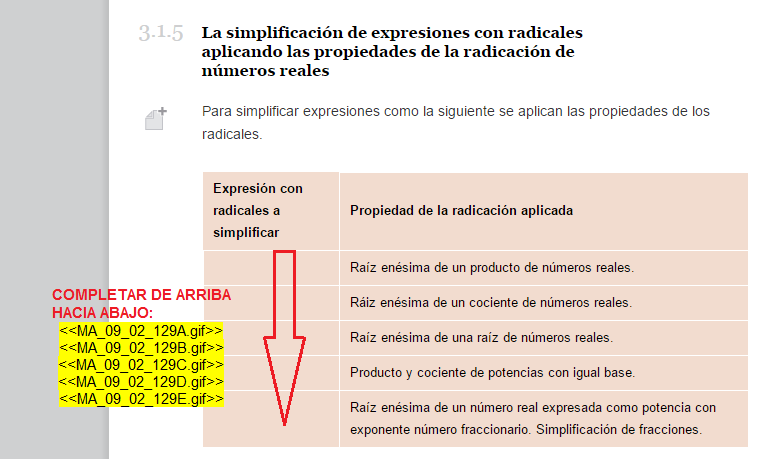 3.1.5
La simplificación de expresiones con radicales
aplicando las propiedades de la radicación de
números reales
Para simplificar expresiones como la siguiente se aplican las propiedades de los
radicales.
Expresión con
radicales a
simplificar
Propiedad de la radicación aplicada
Raíz enésima de un producto de números reales.
Ráiz enésima de un cociente de números reales.
Raíz enésima de una raíz de números reales.
Producto y cociente de potencias con igual base.
Raíz enésima de un número real expresada como potencia con
exponente número fraccionario. Simplificación de fracciones.
COMPLETAR DE ARRIBA
HACIA ABAJO:
<<MA_09_02_129A.gif>>
<<MA_09_02_129B.gif>>
<<MA_09_02_129C.gif>>
<<MA_09_02_129D.gif>>
<<MA_09_02_129E.gif>>